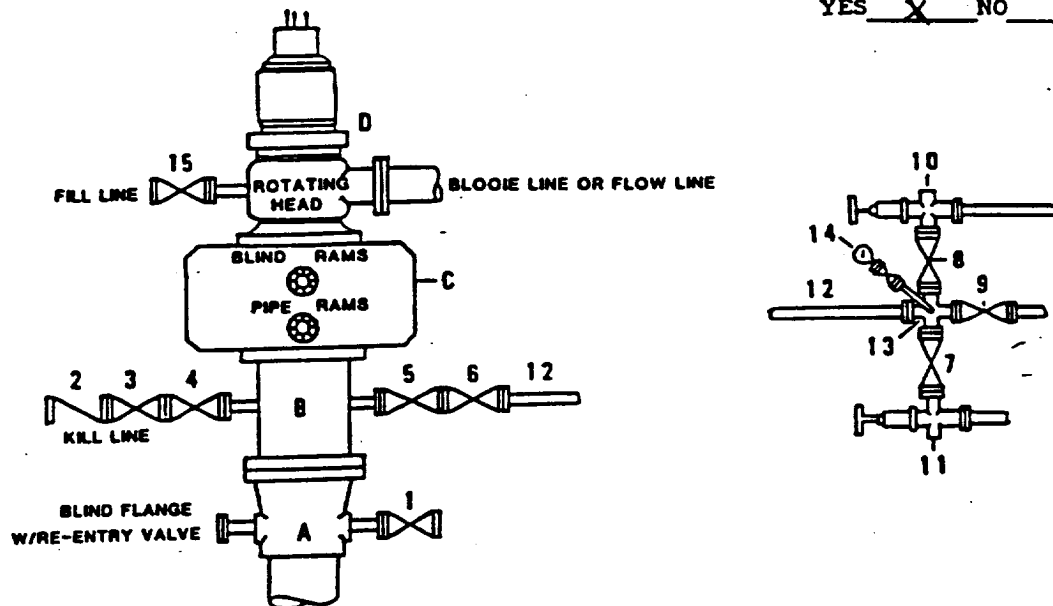 YES X NO
D
15
FILL LINE
ROTATING HEAD
BLOOIE LINE OR FLOW LINE
BLIND RAMS
C
PIPE RAMS
2 3 4
B
5 6 12
KILL LINE
BLIND FLANGE
W/RE-ENTRY VALVE
A
1
10
14
8
12
9
13
7
11